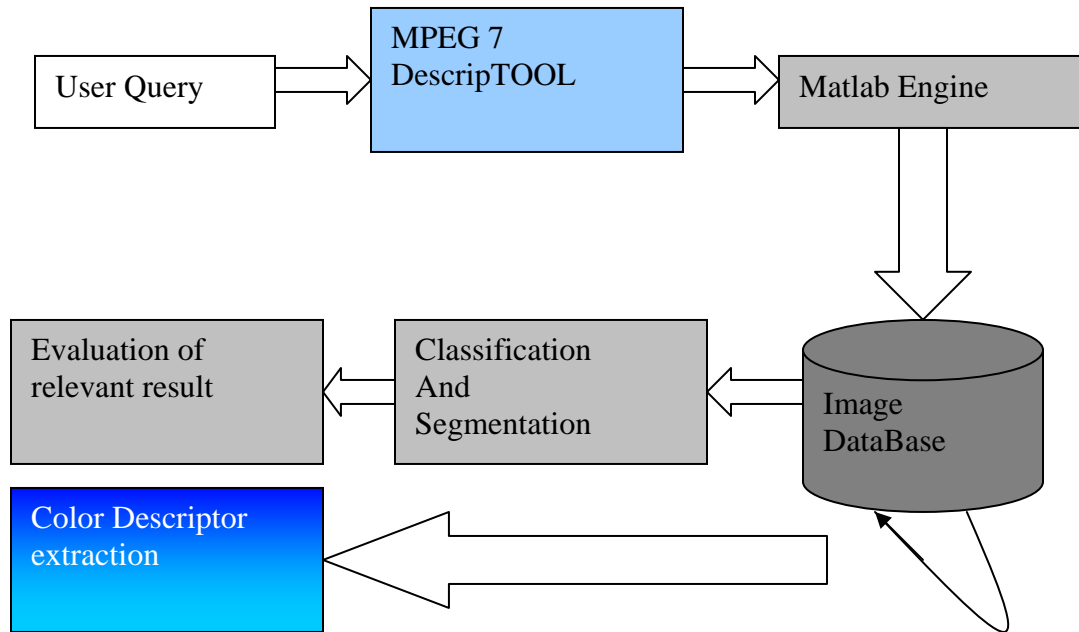 User Query
MPEG 7
DescripTOOL
Matlab Engine
Evaluation of
relevant result
Classification
And
Segmentation
Image
DataBase
Color Descriptor
extraction